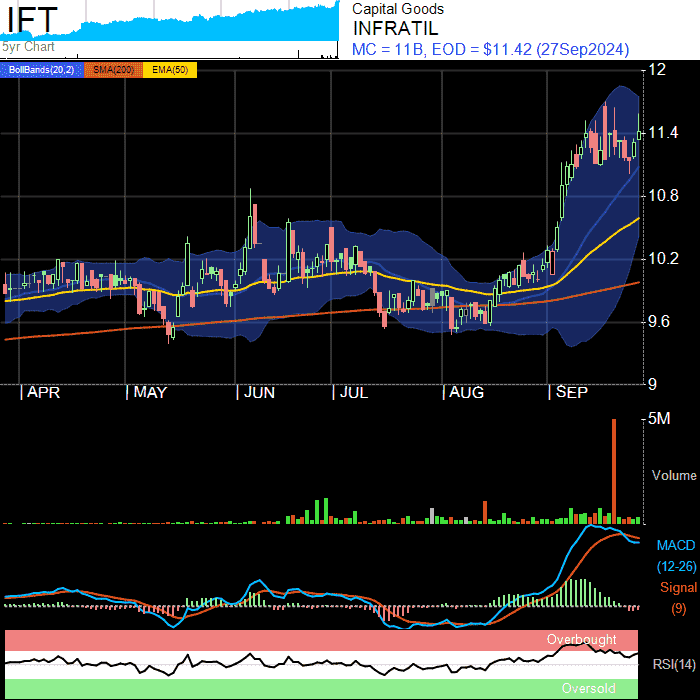 IFT
5yr Chart
Capital Goods
INFRATIL
MC = 11B, EOD = $11.42 (27Sep2024)
BollBands(20,2) SMA(200) EMA(50)
12
11.4
10.8
10.2
9.6
9
| APR | MAY | JUN | JUL | AUG | SEP
5M
Volume
MACD
(12-26)
Signal
(9)
Overbought
RSI(14)
Oversold